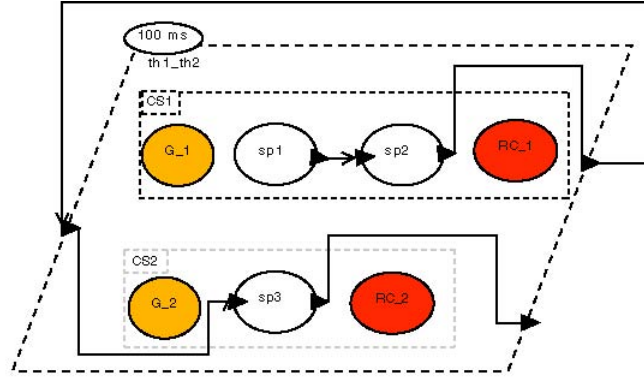 100 ms
th1_th2
CS1
G_1
sp1
sp2
RC_1
CS2
G_2
sp3
RC_2